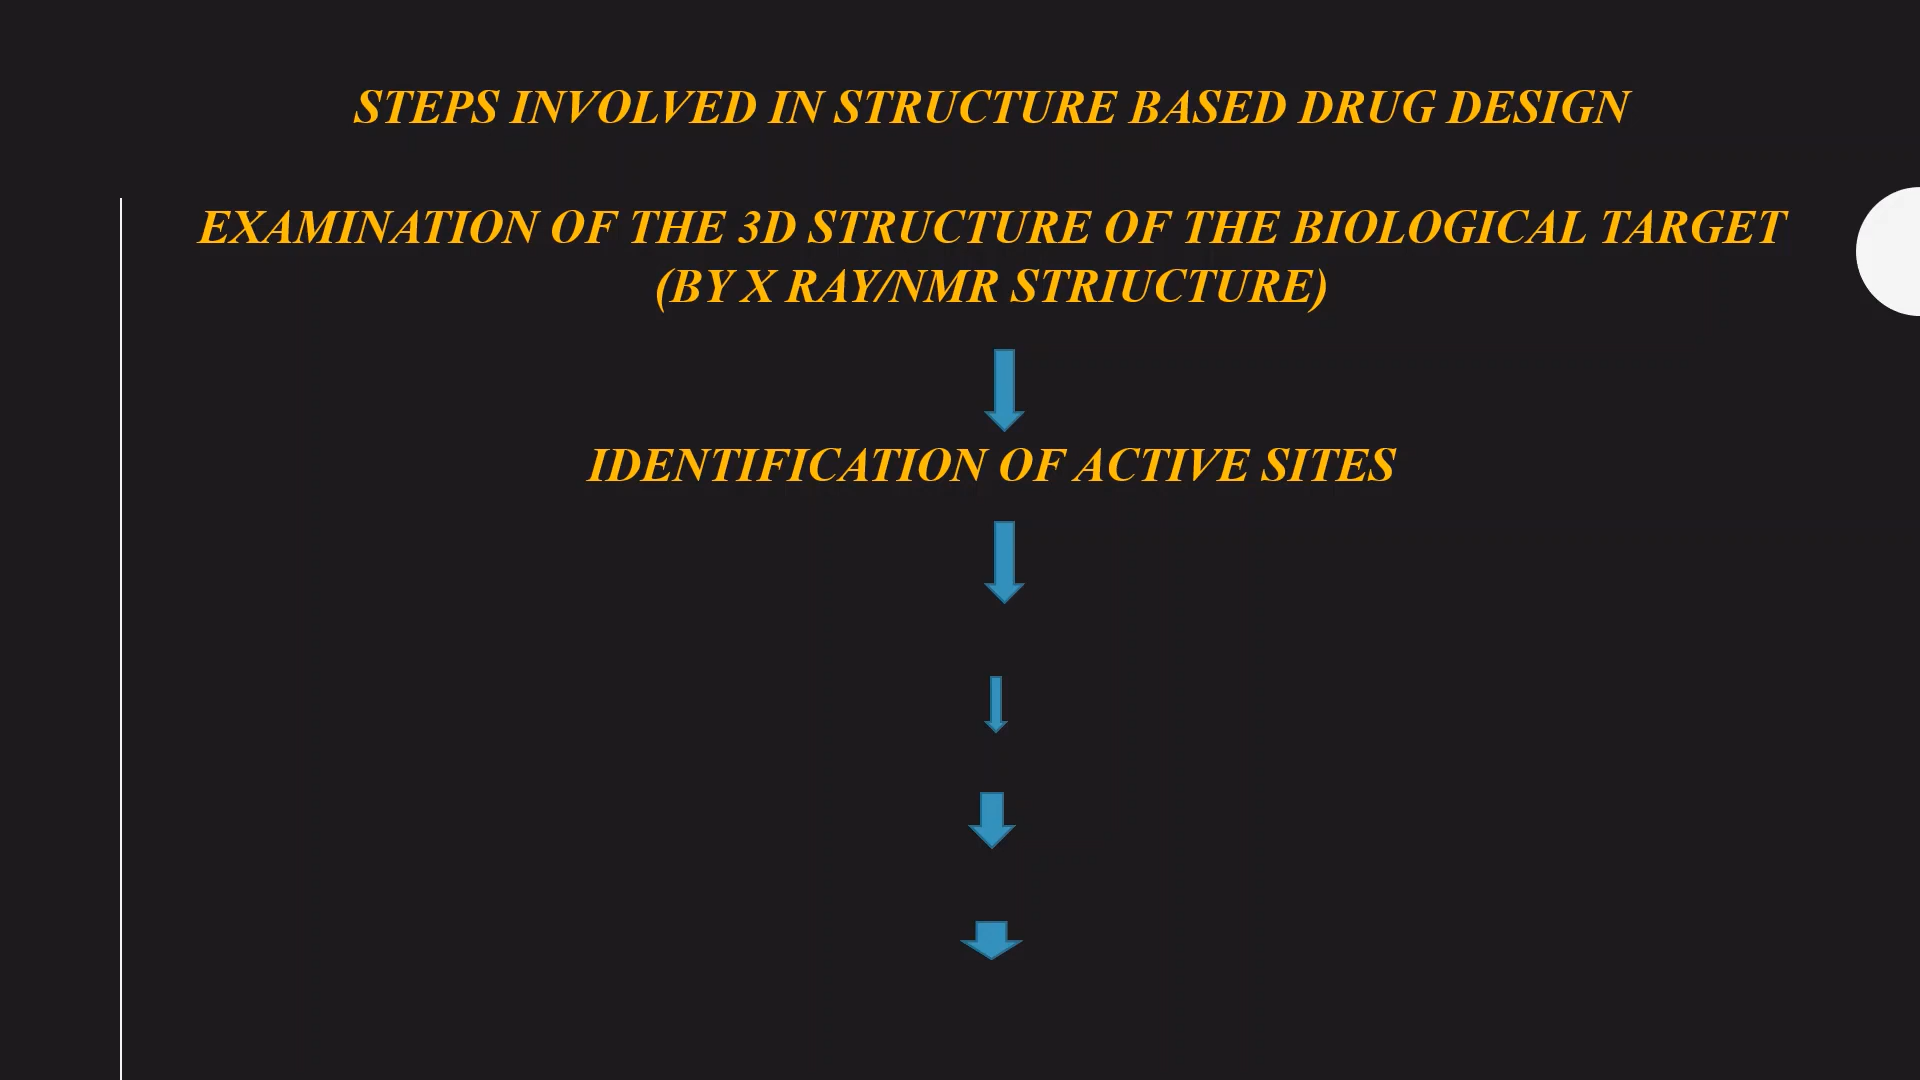 STEPS INVOLVED IN STRUCTURE BASED DRUG DESIGN
EXAMINATION OF THE 3D STRUCTURE OF THE BIOLOGICAL TARGET
(BY X RAY/NMR STRIUCTURE)
IDENTIFICATION OF ACTIVE SITES